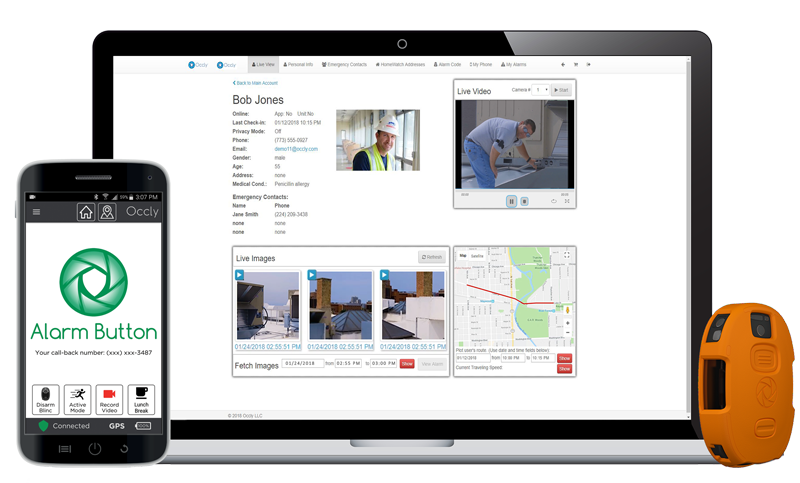 Occly
Occly
Live View
Personal Info
Emergency Contacts
HomeWatch Addresses
Alarm Code
My Phone
My Alarms
Back to Main Account
Bob Jones
Online: App: No Unit:No
Last Check-in: 01/12/2018 10:15 PM
Privacy Mode: Off
Phone: (773) 555-0927
Email: demo11@occly.com
Gender: male
Age: 55
Address: none
Medical Cond.: Penicillin allergy
Emergency Contacts:
Name Phone
Jane Smith (224) 209-3438
none none
none none
Live Video
Camera # 1 Start
Live Images
Refresh
01/24/2018 02:55:51 PM
01/24/2018 02:55:51 PM
01/24/2018 02:55:51 PM
Fetch Images 01/24/2018 from 02:55 PM to 03:00 PM Show View Alarm
Map Satellite
Plot user's route: (Use date and time fields below)
01/12/2018 from 10:00 PM to 10:15 PM Show
Current Traveling Speed Show
© 2018 Occly LLC
3:07 PM
Occly
Alarm Button
Your call-back number: (xxx) xxx-3487
Disarm
Blinc
Active
Mode
Record
Video
Lunch
Break
Connected GPS 100%